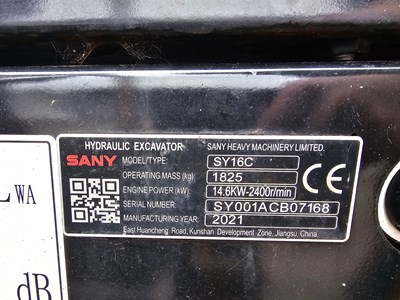 HYDRAULIC EXCAVATOR SANY HEAVY MACHINERY LIMITED.
SANY MODEL/TYPE SY16C
OPERATING MASS (kg) 1825
ENGINE POWER (kW) 14.6KW-2400r/min
SERIAL NUMBER SY001ACB07168
MANUFACTURING YEAR 2021
East Huancheng Road, Kunshan Development Zone, Jiangsu, China.
CE
LWA
dB